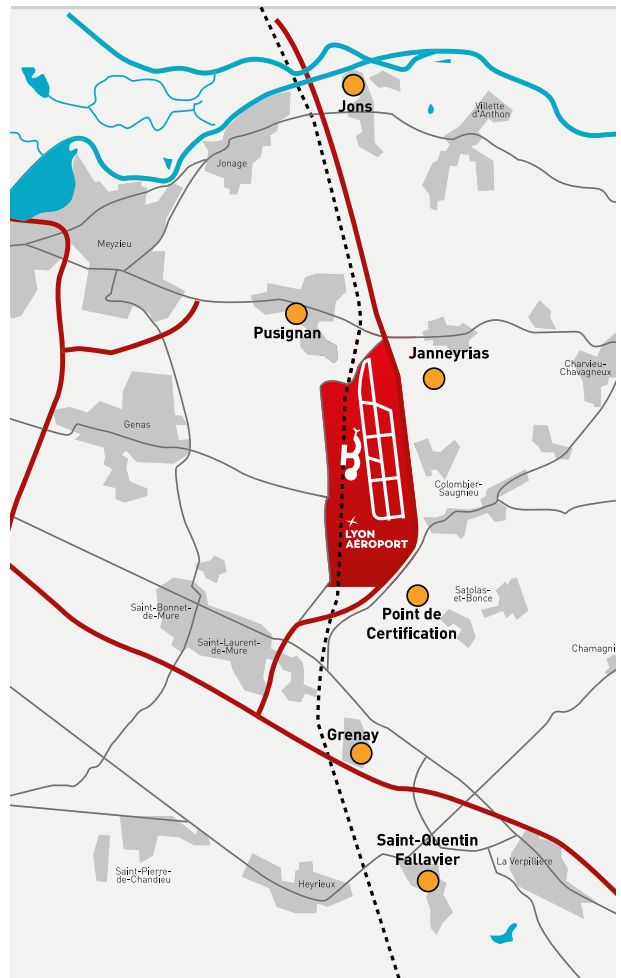 Jons
Villette
d'Anthon
Jonage
Meyzieu
Pusignan
Janneyrias
Charvieu-
Chavagneux
Genas
Colombier-
Saugnieu
LYON
AÉROPORT
Satolas-
et-Bonce
Point de
Certification
Saint-Bonnet-
de-Mure
Saint-Laurent-
de-Mure
Chamagni
Grenay
Saint-Quentin
Fallavier
La Verpillière
Saint-Pierre-
de-Chandieu
Heyrieux